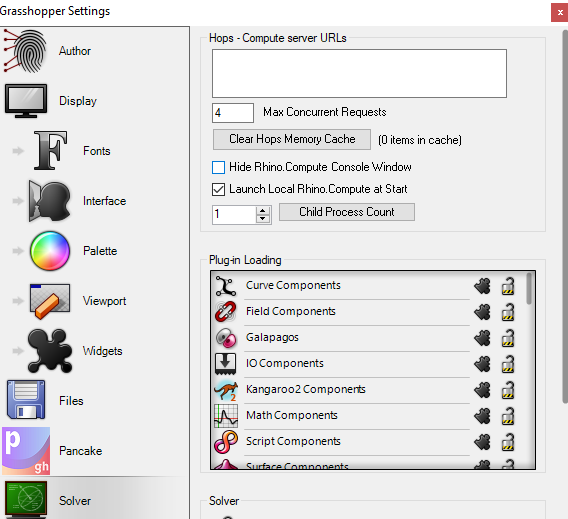 Grasshopper Settings
x
Author
Display
F
Fonts
Interface
Palette
Viewport
Widgets
Files
p
gh
Pancake
Solver
Hops - Compute server URLs
4 Max Concurrent Requests
Clear Hops Memory Cache (0 items in cache)
Hide Rhino.Compute Console Window
Launch Local Rhino.Compute at Start
1 Child Process Count
Plug-in Loading
Curve Components
Field Components
Galapagos
IO Components
2 Kangaroo2 Components
Math Components
Script Components
Surface Components
Solver